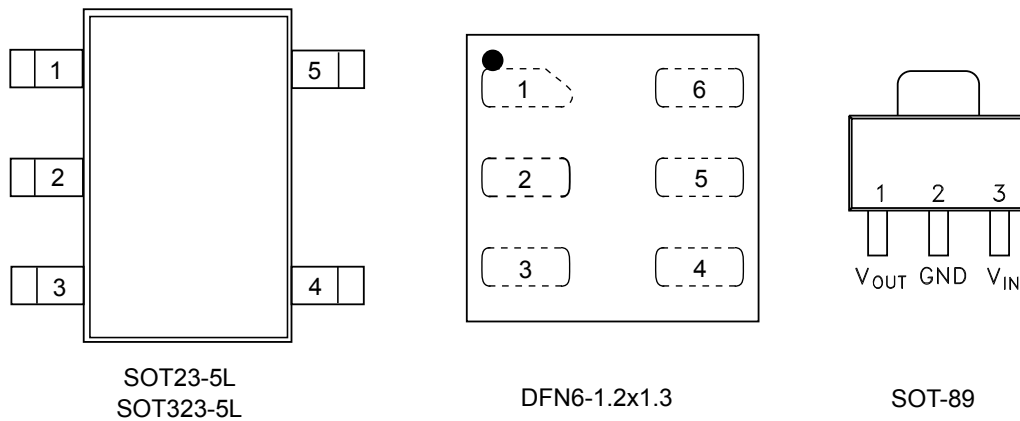 1
5
2
3
4
SOT23-5L
SOT323-5L
1
6
2
5
3
4
DFN6-1.2x1.3
1 2 3
VOUT GND VIN
SOT-89